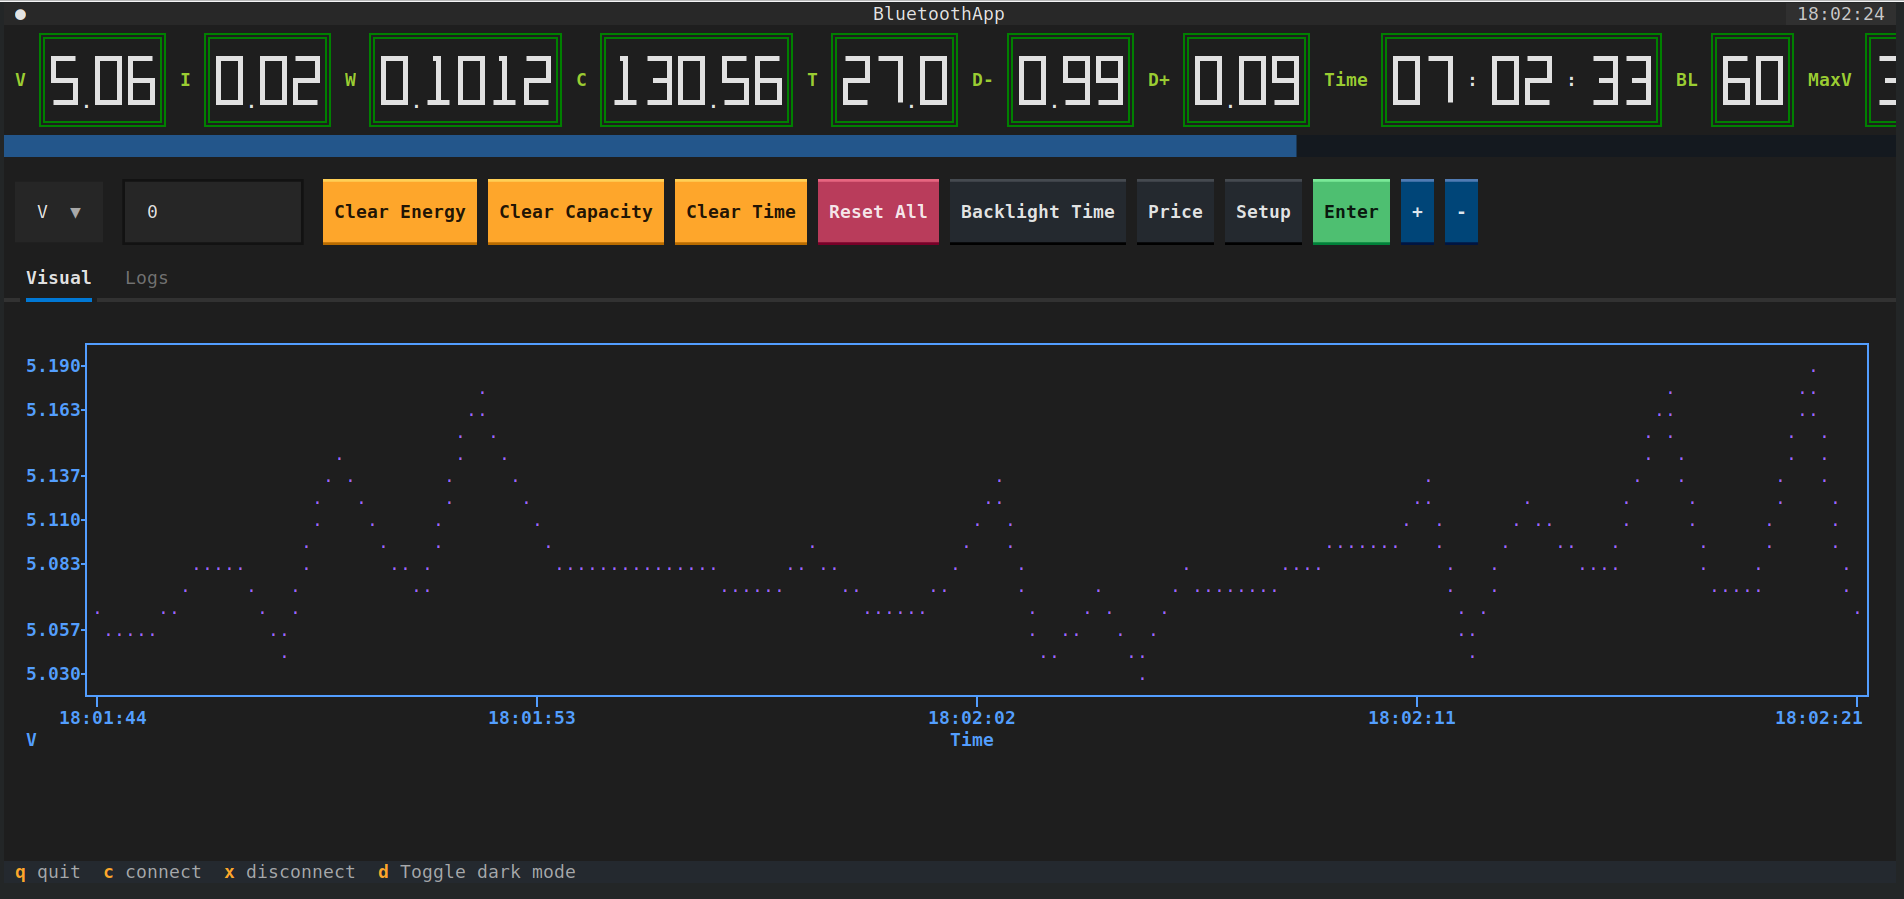 ● BluetoothApp 18:02:24
V 5.06 I 0.02 W 0.1012 C 130.56 T 27.0 D- 0.99 D+ 0.09 Time 07:02:33 BL 60 MaxV
V ▼ 0 Clear Energy Clear Capacity Clear Time Reset All Backlight Time Price Setup Enter + -
Visual Logs
5.190
5.163
5.137
5.110
5.083
5.057
5.030
18:01:44 18:01:53 18:02:02 18:02:11 18:02:21
V Time
q quit c connect x disconnect d Toggle dark mode